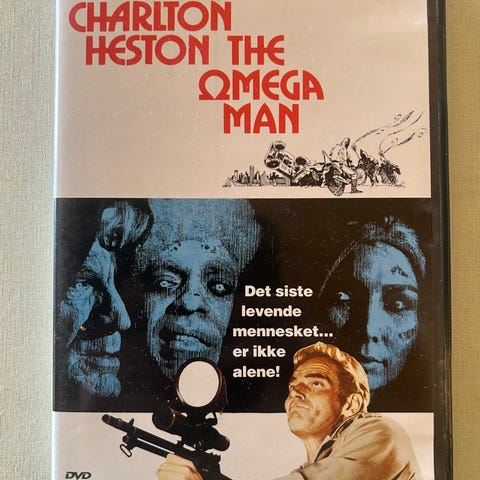 CHARLTON
HESTON THE
ΩMEGA
MAN
Det siste
levende
mennesket...
er ikke
alene!
DVD